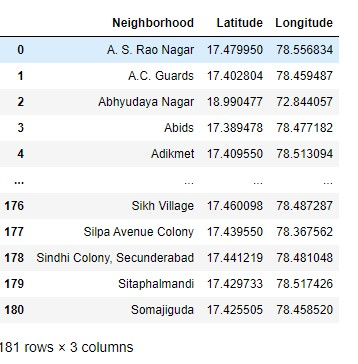 Neighborhood Latitude Longitude
0 A. S. Rao Nagar 17.479950 78.556834
1 A.C. Guards 17.402804 78.459487
2 Abhyudaya Nagar 18.990477 72.844057
3 Abids 17.389478 78.477182
4 Adikmet 17.409550 78.513094
... ... ... ...
176 Sikh Village 17.460098 78.487287
177 Silpa Avenue Colony 17.439550 78.367562
178 Sindhi Colony, Secunderabad 17.441219 78.481048
179 Sitaphalmandi 17.429733 78.517426
180 Somajiguda 17.425505 78.458520
181 rows × 3 columns